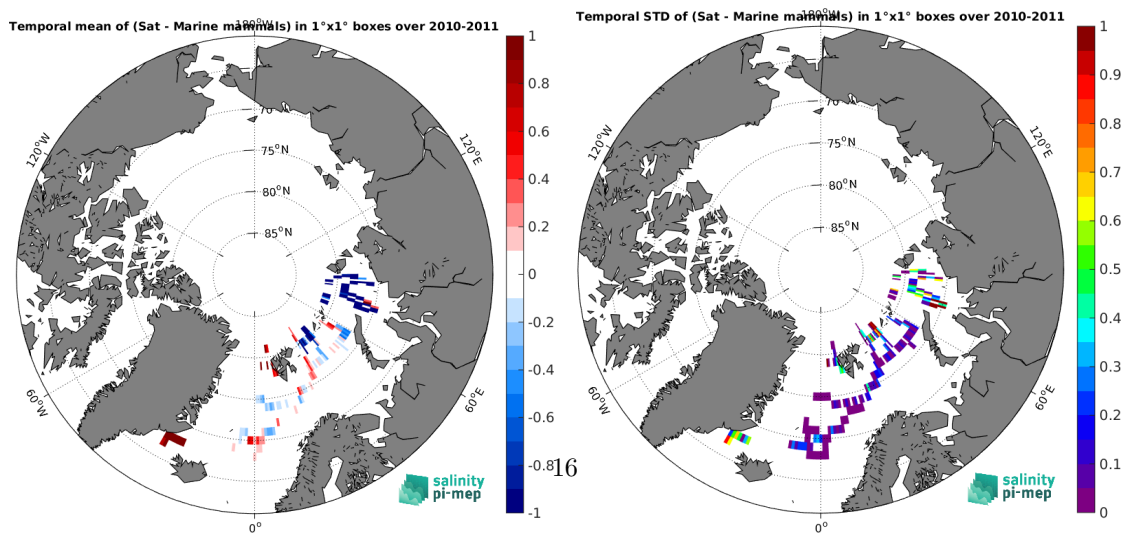 Temporal mean of (Sat - Marine mammals) in 1°x1° boxes over 2010-2011
180°W
70
75°N
80°N
85°N
120°W
120°E
60°W
60°E
0°
1
0.8
0.6
0.4
0.2
0
-0.2
-0.4
-0.6
-0.8
-1
salinity
pi-mep
16
Temporal STD of (Sat - Marine mammals) in 1°x1° boxes over 2010-2011
180°W
70
75°N
80°N
85°N
120°W
120°E
60°W
60°E
0°
1
0.9
0.8
0.7
0.6
0.5
0.4
0.3
0.2
0.1
0
salinity
pi-mep